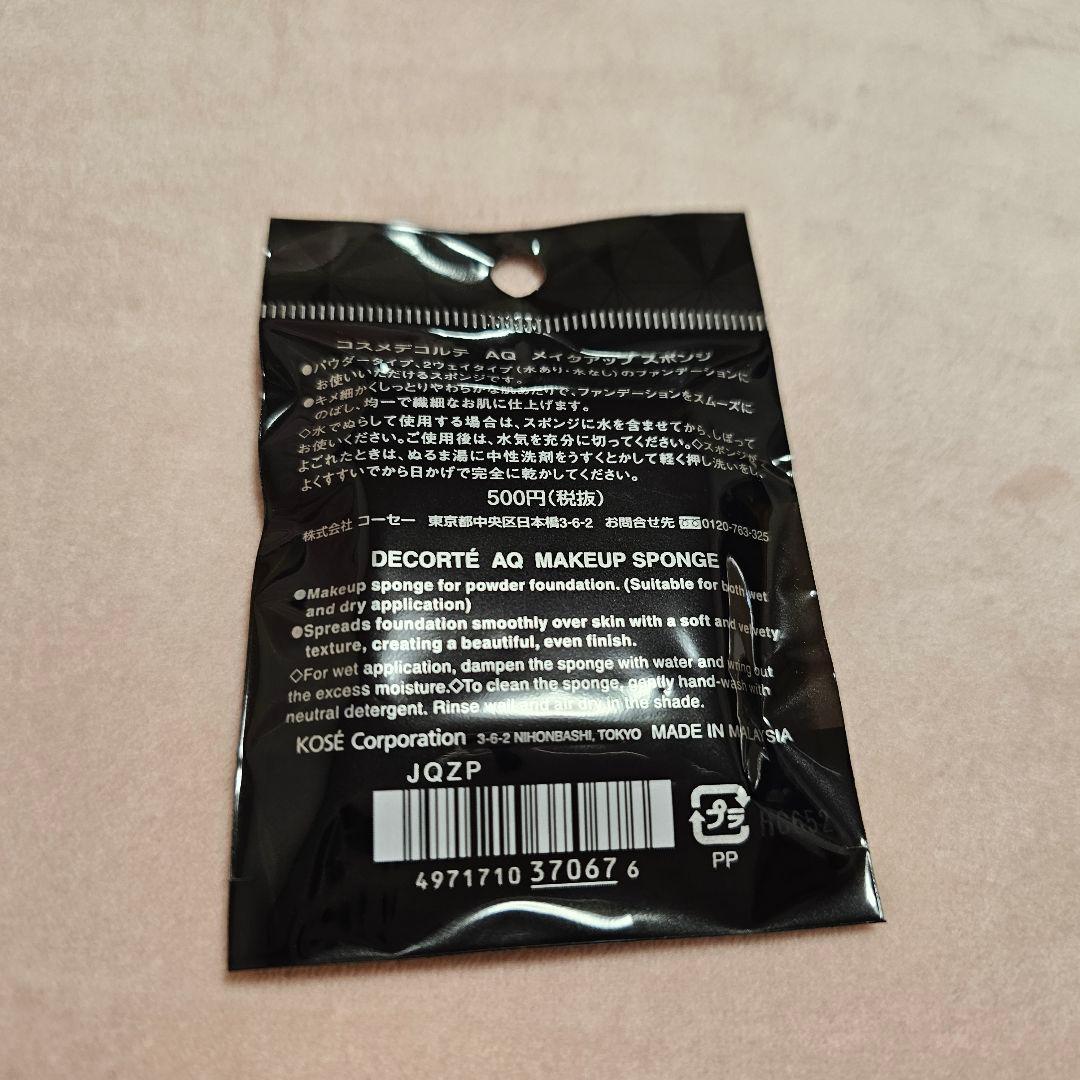 コスメデコルテ AQ メイクアップ スポンジ
●パウダータイプ、2ウェイタイプ(水あり・水なし)のファンデーションに
お使いいただけるスポンジです。
●キメ細かくしっとりやわらかな肌あたりで、ファンデーションをスムーズに
のばし、均一で繊細なお肌に仕上げます。
◇水でぬらして使用する場合は、スポンジに水を含ませてから、しぼって
お使いください。ご使用後は、水気を充分に切ってください。◇スポンジが
よごれたときは、ぬるま湯に中性洗剤をうすくとかして軽く押し洗いをし、
よくすすいでから日かげで完全に乾かしてください。
500円(税抜)
株式会社 コーセー 東京都中央区日本橋3-6-2 お問合せ先 0120-763-325
DECORTÉ AQ MAKEUP SPONGE
●Makeup sponge for powder foundation. (Suitable for both wet
and dry application)
●Spreads foundation smoothly over skin with a soft and velvety
texture, creating a beautiful, even finish.
◇For wet application, dampen the sponge with water and wring out
the excess moisture.◇To clean the sponge, gently hand-wash with
neutral detergent. Rinse well and air dry in the shade.
KOSÉ Corporation 3-6-2 NIHONBASHI, TOKYO MADE IN MALAYSIA
JQZP
4971710 37067 6
プラ
PP